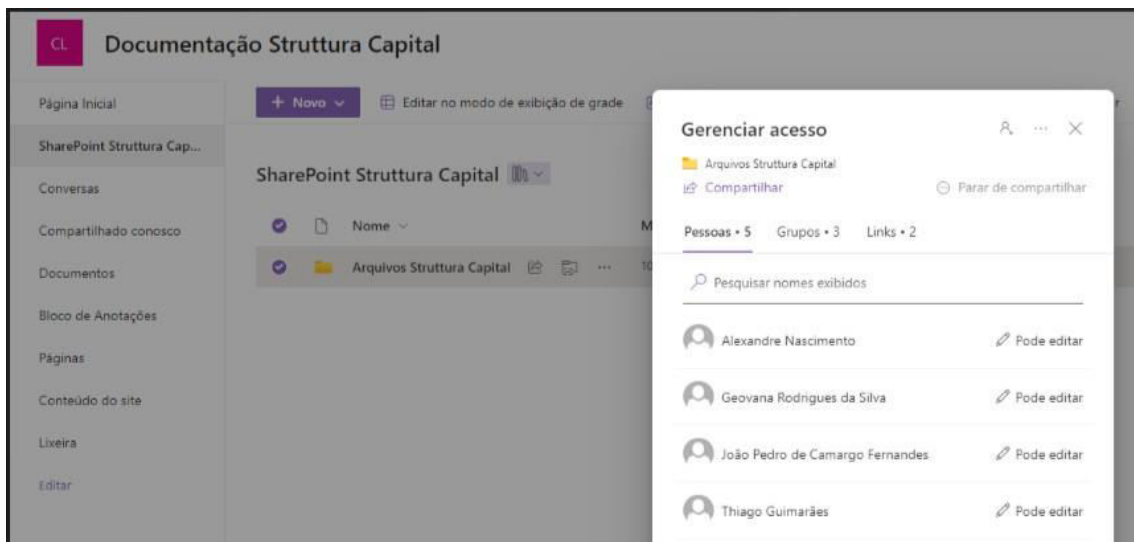 CL
Documentação Struttura Capital
Página Inicial
SharePoint Struttura Cap...
Conversas
Compartilhado conosco
Documentos
Bloco de Anotações
Páginas
Conteúdo do site
Lixeira
Editar
+ Novo
Editar no modo de exibição de grade
SharePoint Struttura Capital
Nome
M
Arquivos Struttura Capital
10
Gerenciar acesso
Arquivos Struttura Capital
Compartilhar
Parar de compartilhar
Pessoas • 5 Grupos • 3 Links • 2
Pesquisar nomes exibidos
Alexandre Nascimento Pode editar
Geovana Rodrigues da Silva Pode editar
João Pedro de Camargo Fernandes Pode editar
Thiago Guimarães Pode editar